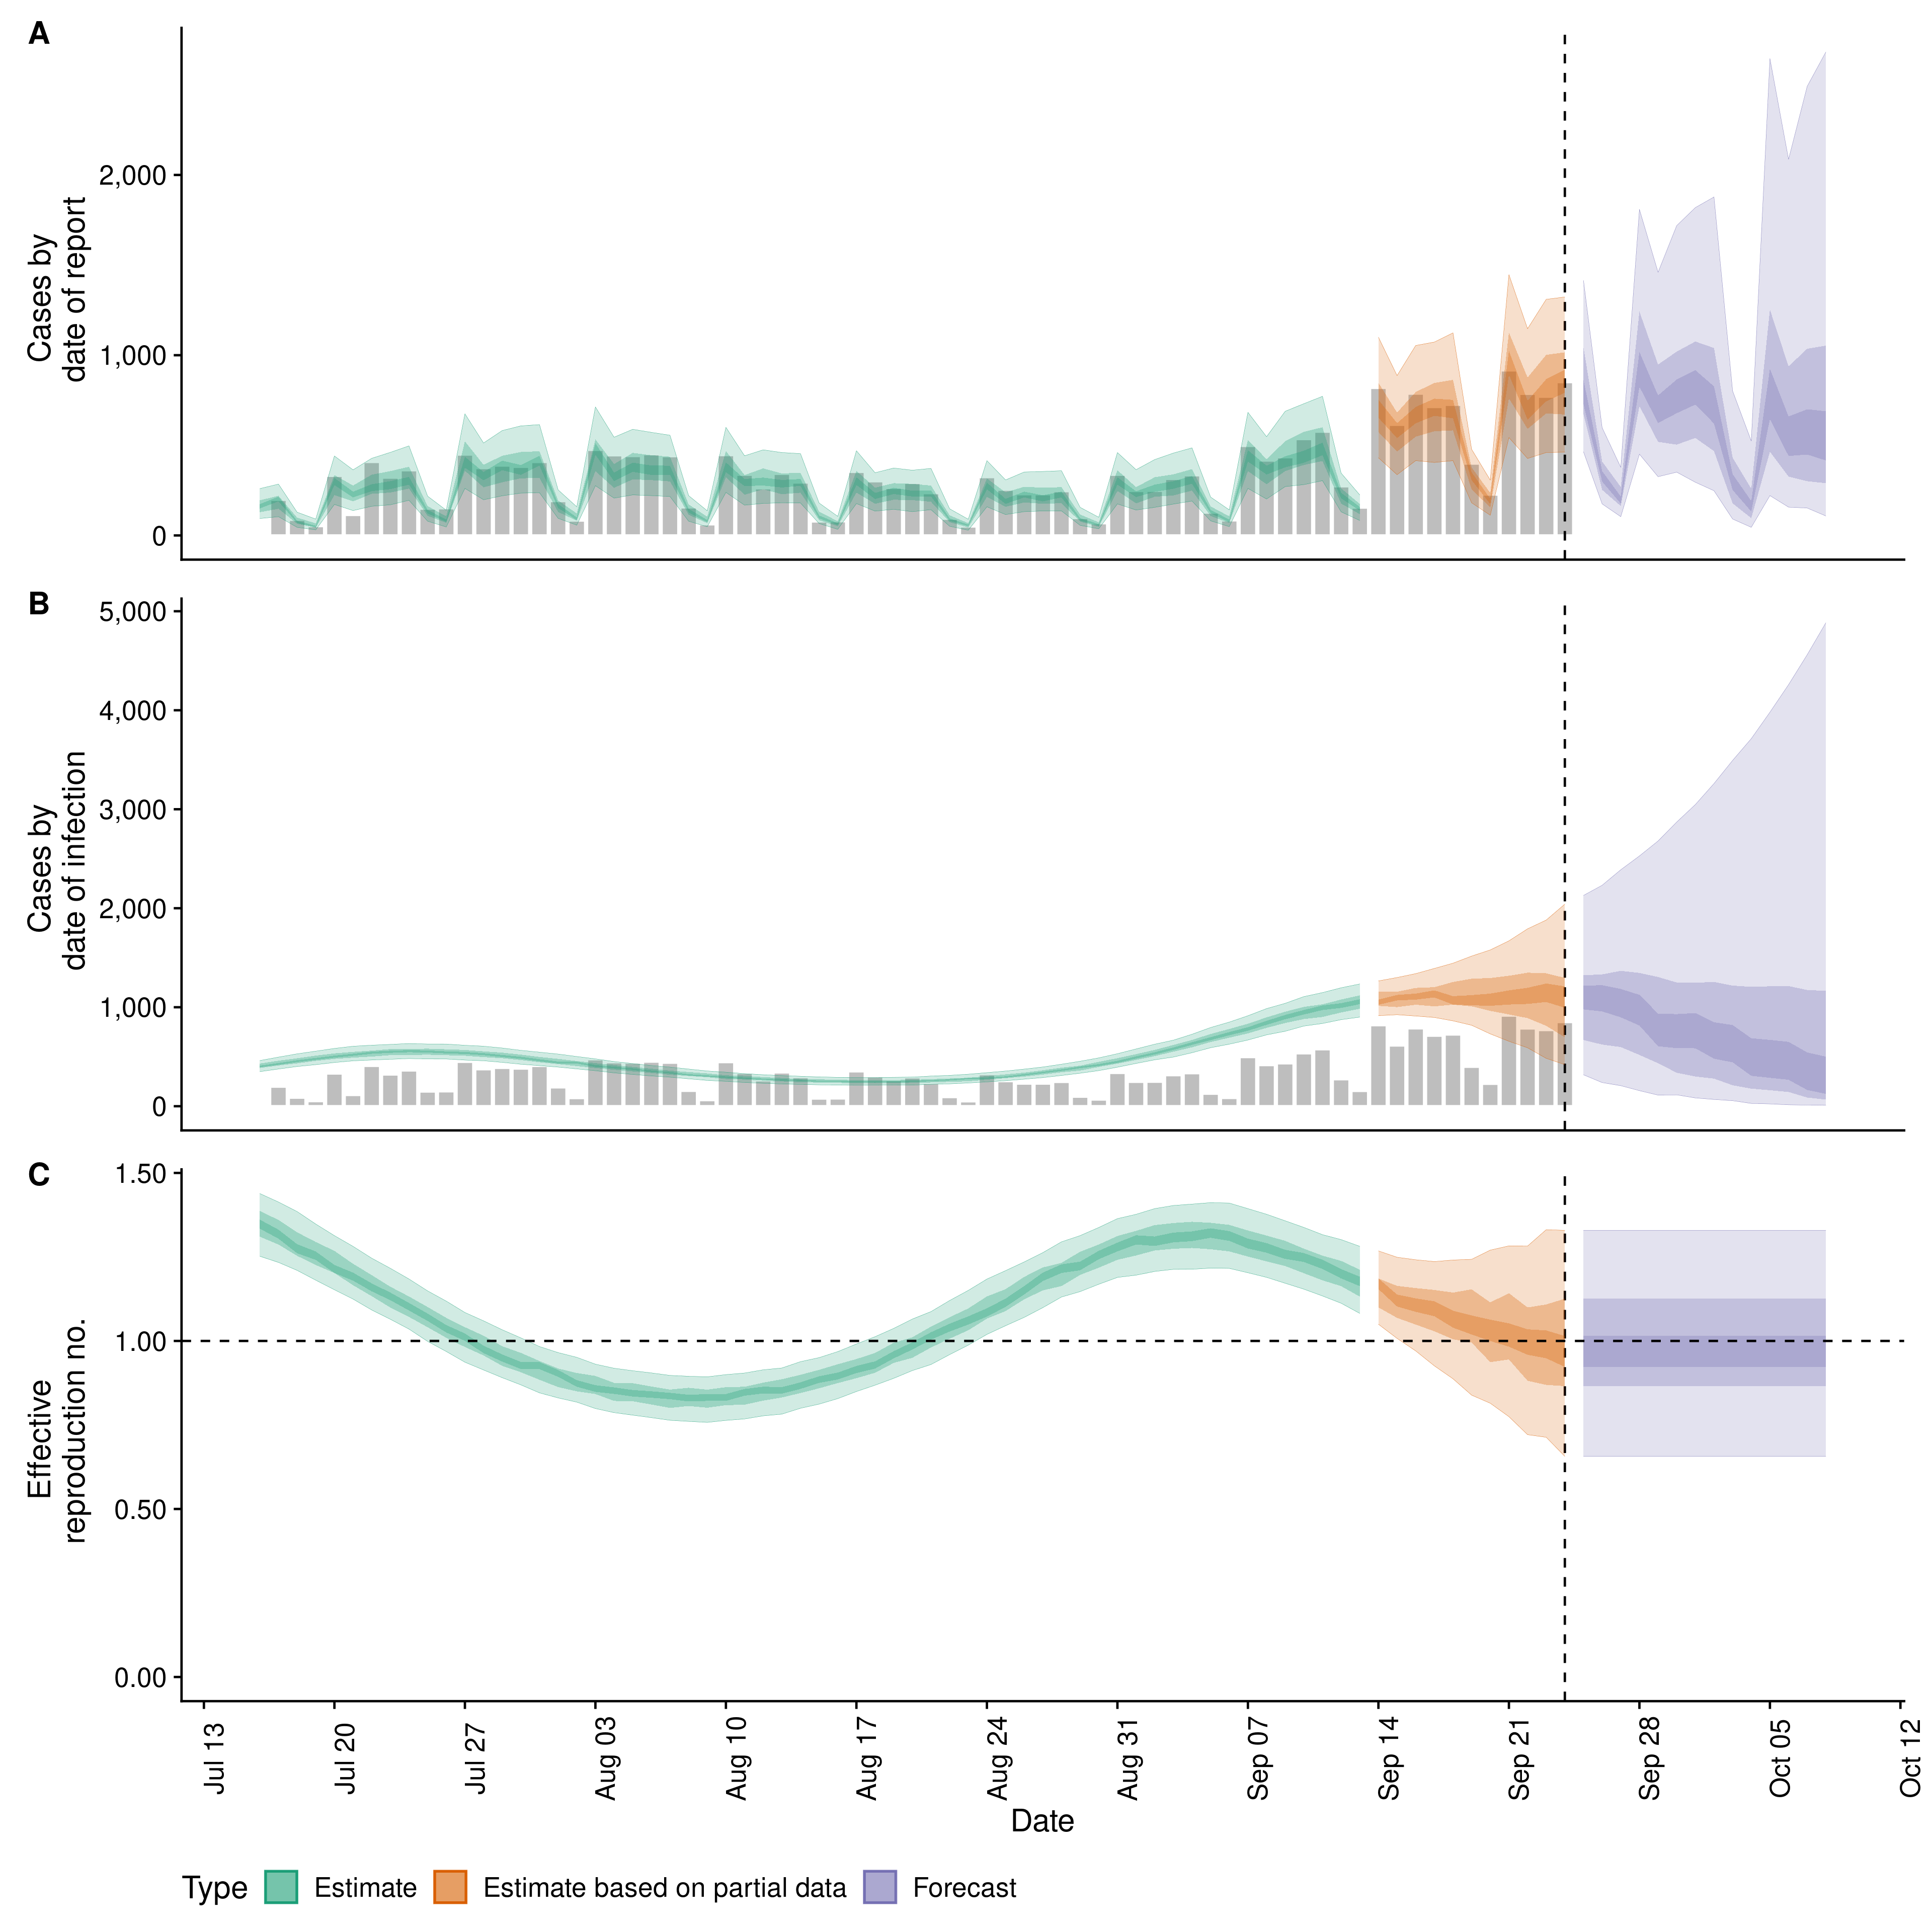 A
Cases by
date of report
2,000
1,000
0
B
Cases by
date of infection
5,000
4,000
3,000
2,000
1,000
0
C
Effective
reproduction no.
1.50
1.00
0.50
0.00
Jul 13
Jul 20
Jul 27
Aug 03
Aug 10
Aug 17
Aug 24
Aug 31
Sep 07
Sep 14
Sep 21
Sep 28
Oct 05
Oct 12
Date
Type Estimate Estimate based on partial data Forecast